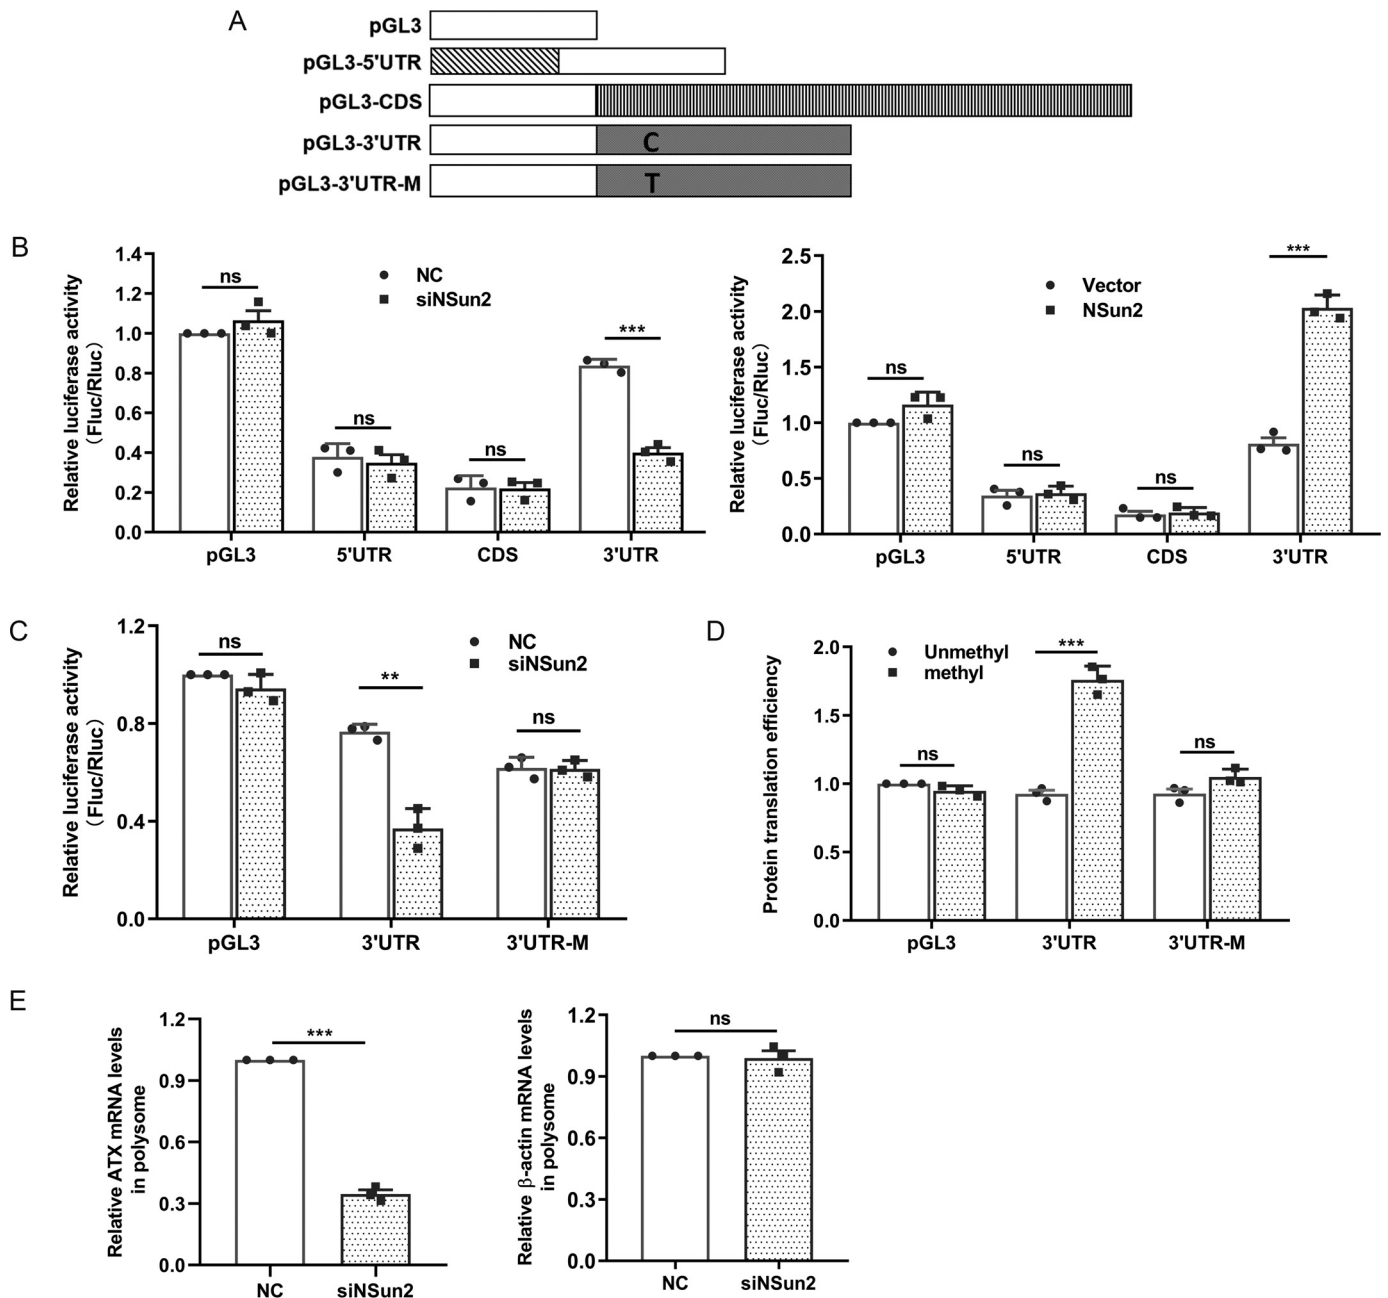 A
pGL3
pGL3-5'UTR
pGL3-CDS
pGL3-3'UTR
C
pGL3-3'UTR-M
T
B
Relative luciferase activity
(Fluc/Rluc)
1.4
1.2
1.0
0.8
0.6
0.4
0.2
0.0
NC
siNSun2
ns
ns
ns
***
pGL3 5'UTR CDS 3'UTR
Relative luciferase activity
(Fluc/Rluc)
2.5
2.0
1.5
1.0
0.5
0.0
Vector
NSun2
ns
ns
ns
***
pGL3 5'UTR CDS 3'UTR
C
Relative luciferase activity
(Fluc/Rluc)
1.2
0.8
0.4
0.0
NC
siNSun2
ns
**
ns
pGL3 3'UTR 3'UTR-M
D
Protein translation efficiency
2.0
1.5
1.0
0.5
0.0
Unmethyl
methyl
ns
***
ns
pGL3 3'UTR 3'UTR-M
E
Relative ATX mRNA levels
in polysome
1.2
0.9
0.6
0.3
0.0
***
NC siNSun2
Relative β-actin mRNA levels
in polysome
1.2
0.9
0.6
0.3
0.0
ns
NC siNSun2